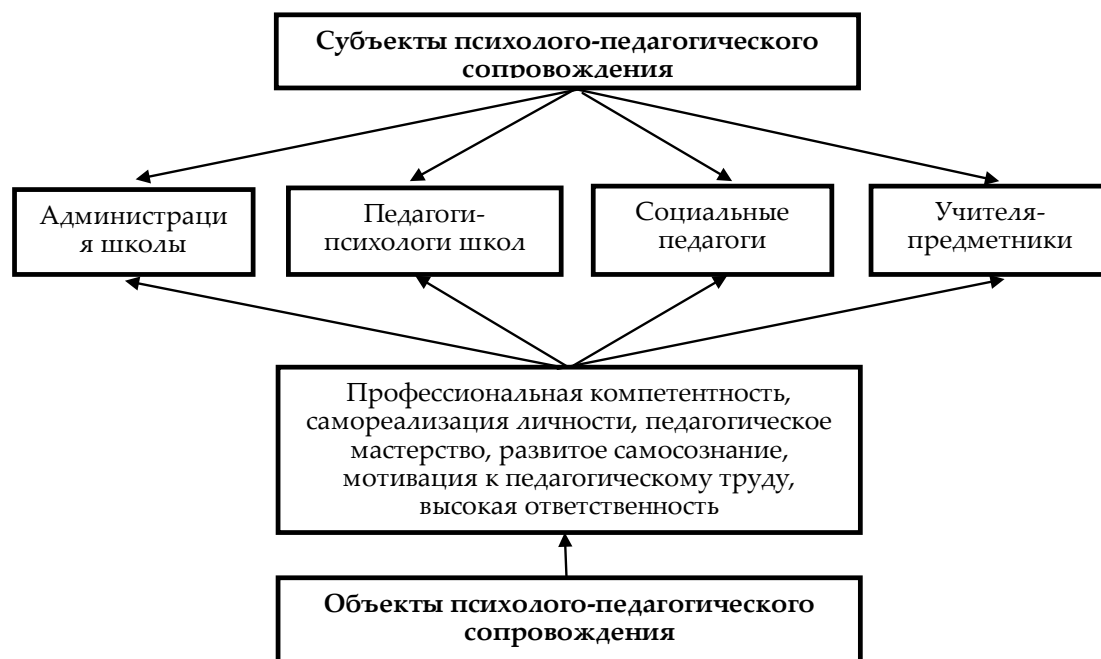 Субъекты психолого-педагогического
сопровождения
Администраци
я школы
Педагоги-
психологи школ
Социальные
педагоги
Учителя-
предметники
Профессиональная компетентность,
самореализация личности, педагогическое
мастерство, развитое самосознание,
мотивация к педагогическому труду,
высокая ответственность
Объекты психолого-педагогического
сопровождения